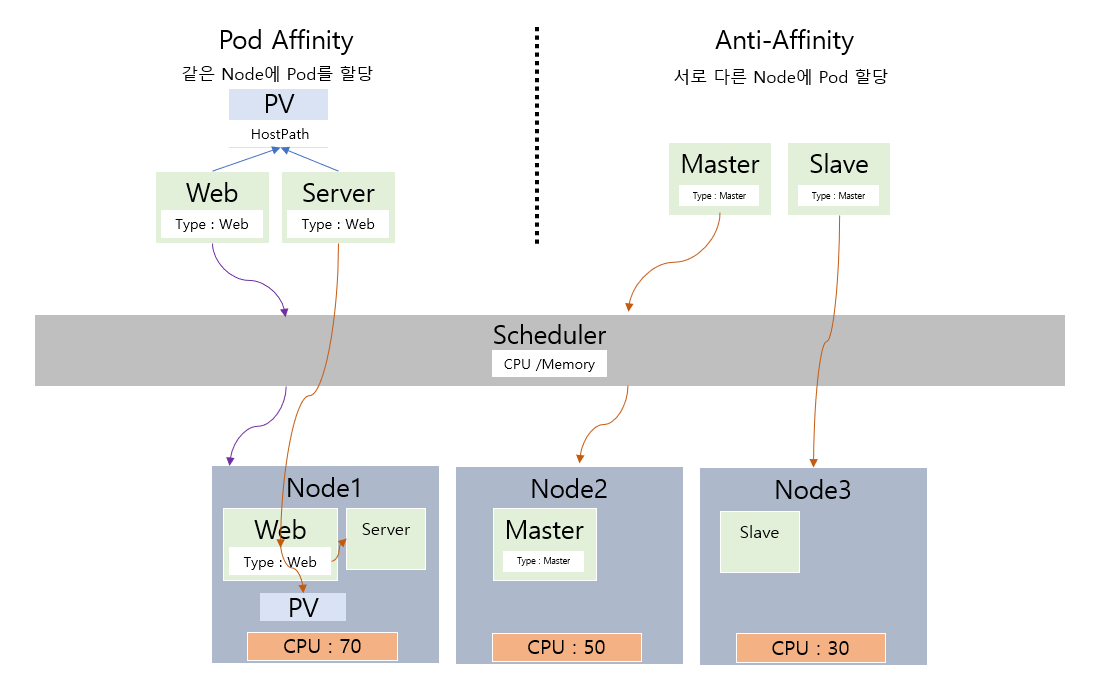 Pod Affinity
같은 Node에 Pod를 할당
PV
HostPath
Web
Type : Web
Server
Type : Web
Anti-Affinity
서로 다른 Node에 Pod 할당
Master
Type : Master
Slave
Type : Master
Scheduler
CPU /Memory
Node1
Web
Type : Web
Server
PV
CPU : 70
Node2
Master
Type : Master
CPU : 50
Node3
Slave
CPU : 30